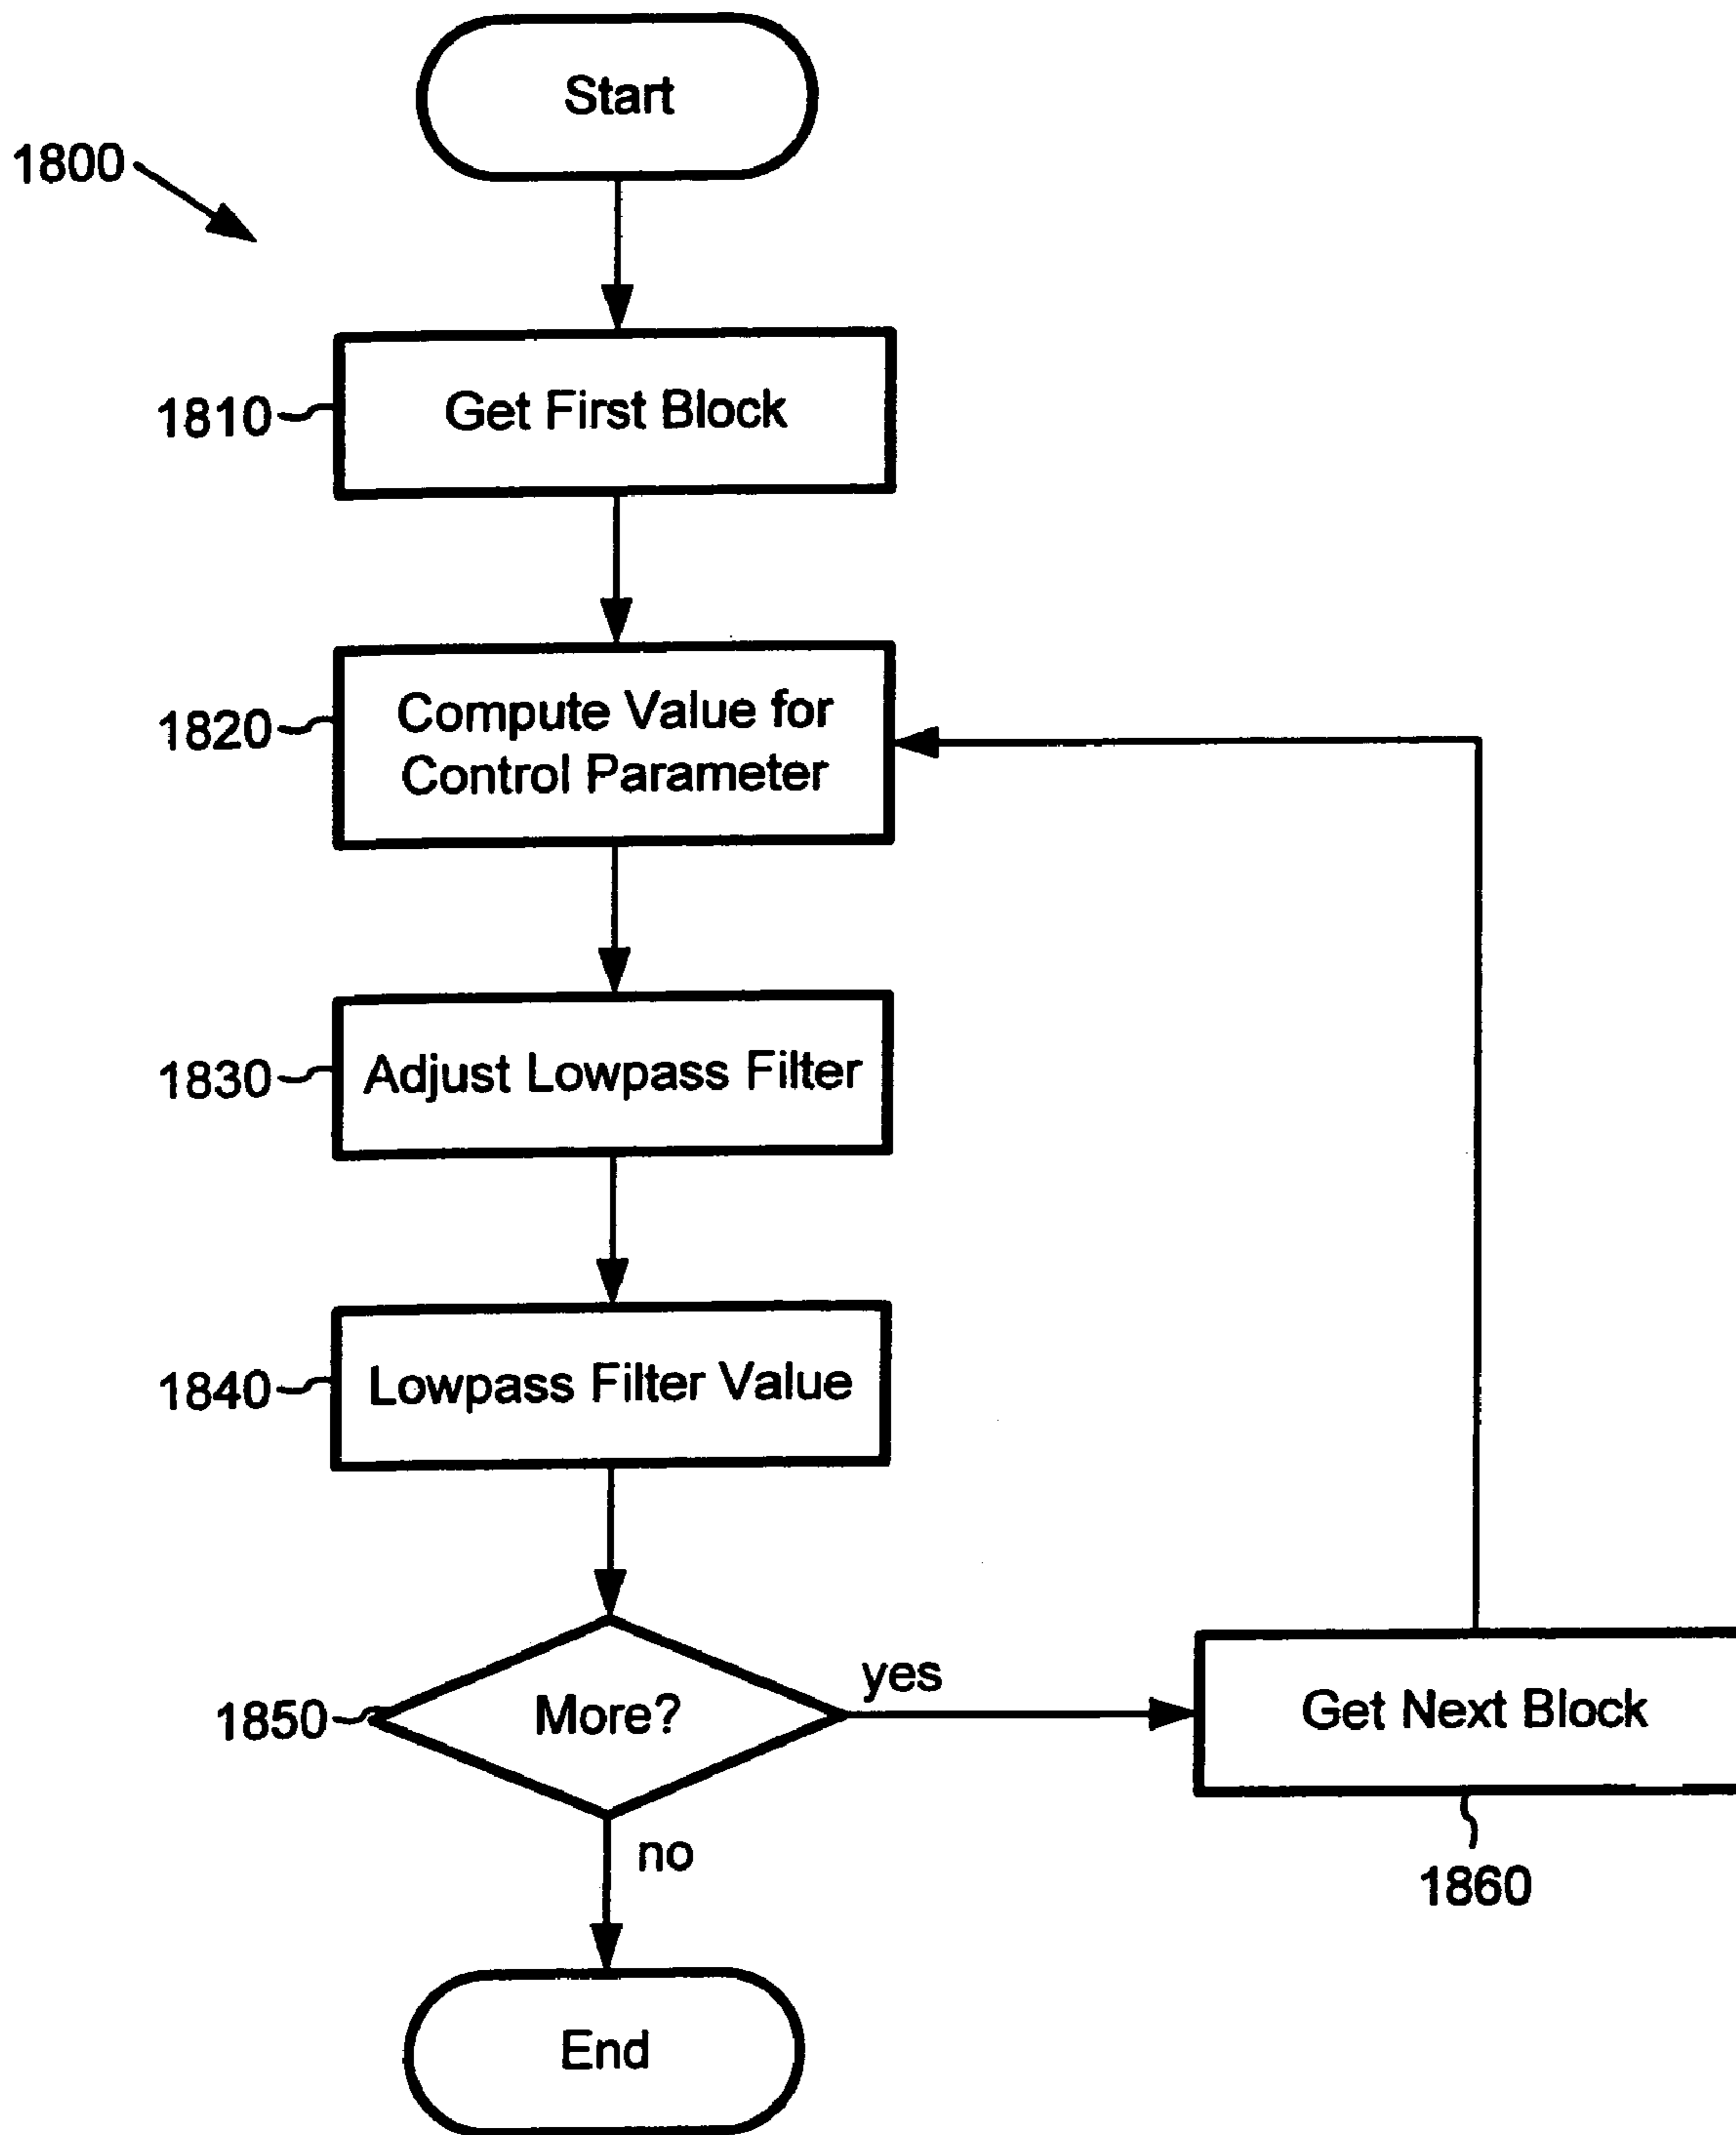 Start
1800
Get First Block
1810
Compute Value for
Control Parameter
1820
Adjust Lowpass Filter
1830
Lowpass Filter Value
1840
More?
1850
yes
Get Next Block
1860
no
End